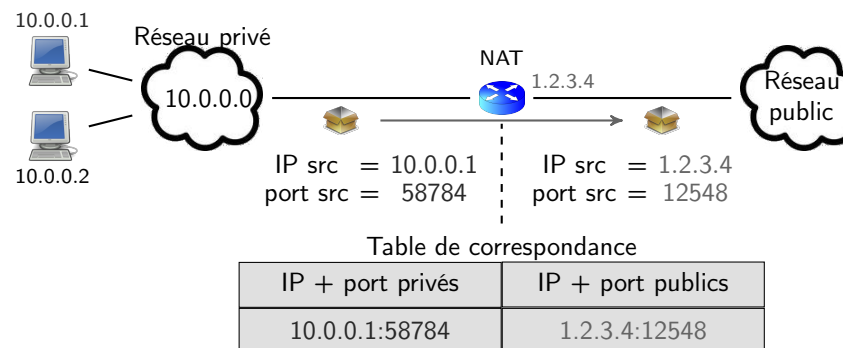 10.0.0.1
Réseau privé
NAT
1.2.3.4
10.0.0.0
Réseau
public
10.0.0.2
IP src = 10.0.0.1
port src = 58784
IP src = 1.2.3.4
port src = 12548
Table de correspondance
IP + port privés
IP + port publics
10.0.0.1:58784
1.2.3.4:12548